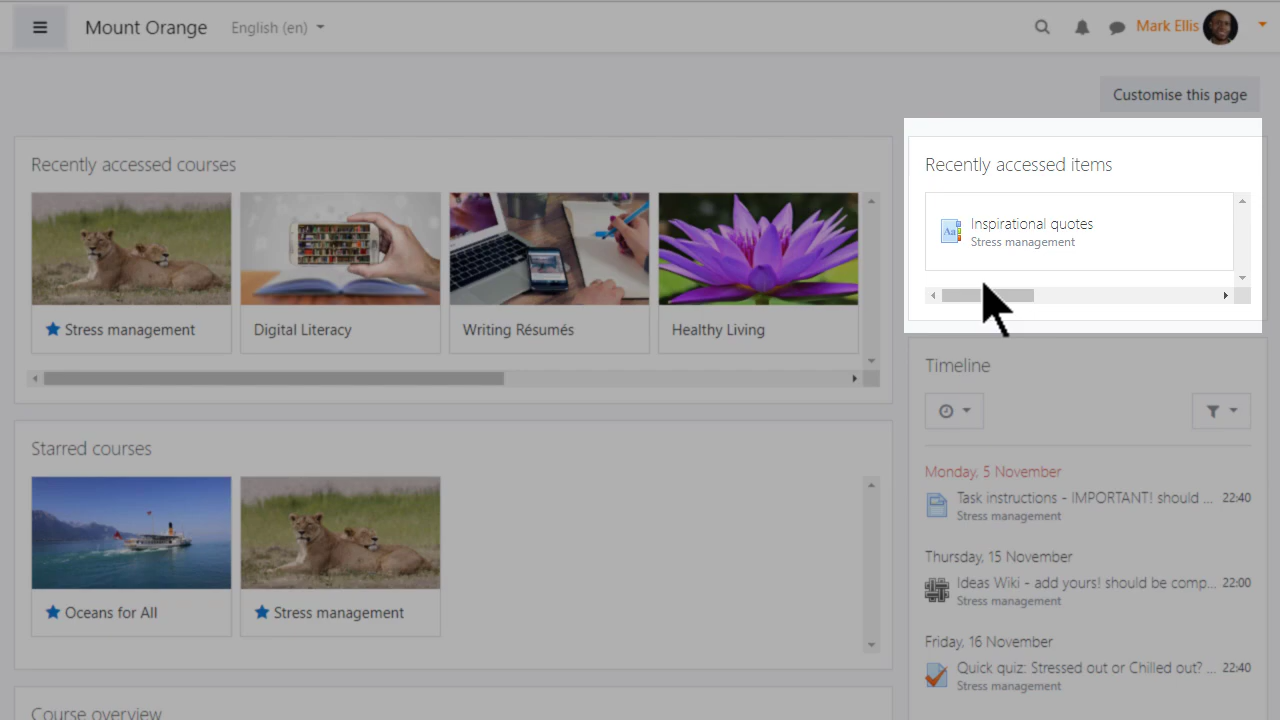 Mount Orange
English (en)
Mark Ellis
Customise this page
Recently accessed courses
Stress management
Digital Literacy
Writing Résumés
Healthy Living
Starred courses
Oceans for All
Stress management
Course overview
Recently accessed items
Aa
Inspirational quotes
Stress management
Timeline
Monday, 5 November
Task instructions - IMPORTANT! should ... 22:40
Stress management
Thursday, 15 November
Ideas Wiki - add yours! should be comp... 22:00
Stress management
Friday, 16 November
Quick quiz: Stressed out or Chilled out? ... 22:40
Stress management